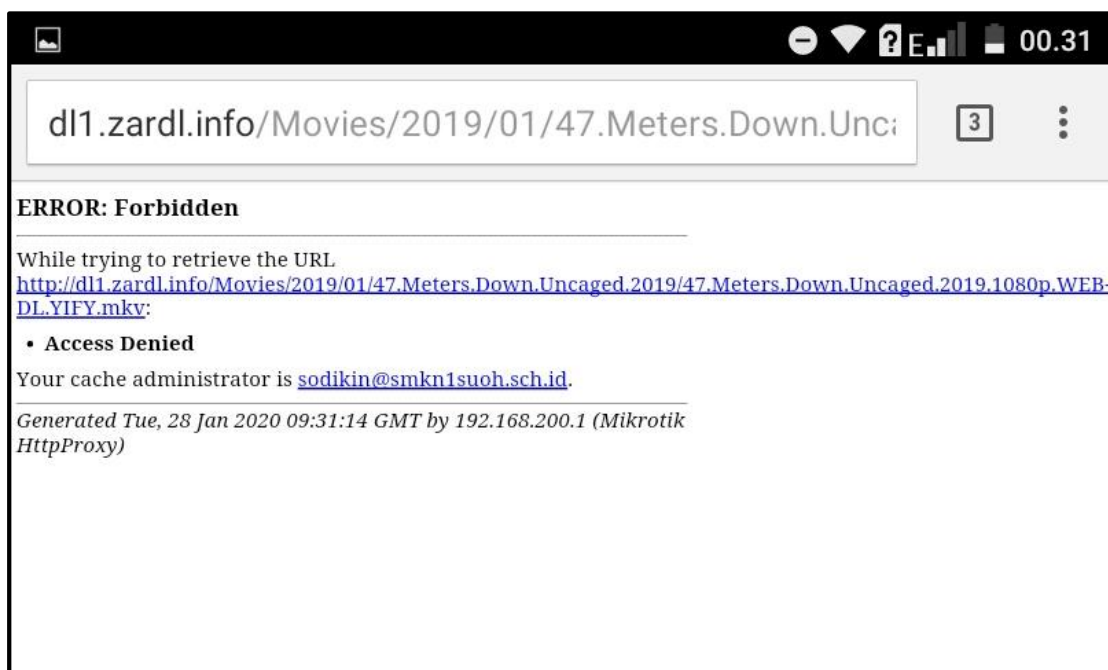 ? E 00.31
dl1.zardl.info/Movies/2019/01/47.Meters.Down.Unca
3
ERROR: Forbidden
While trying to retrieve the URL
http://dl1.zardl.info/Movies/2019/01/47.Meters.Down.Uncaged.2019/47.Meters.Down.Uncaged.2019.1080p.WEB-
DL.YIFY.mkv:
• Access Denied
Your cache administrator is sodikin@smkn1suoh.sch.id.
Generated Tue, 28 Jan 2020 09:31:14 GMT by 192.168.200.1 (Mikrotik
HttpProxy)